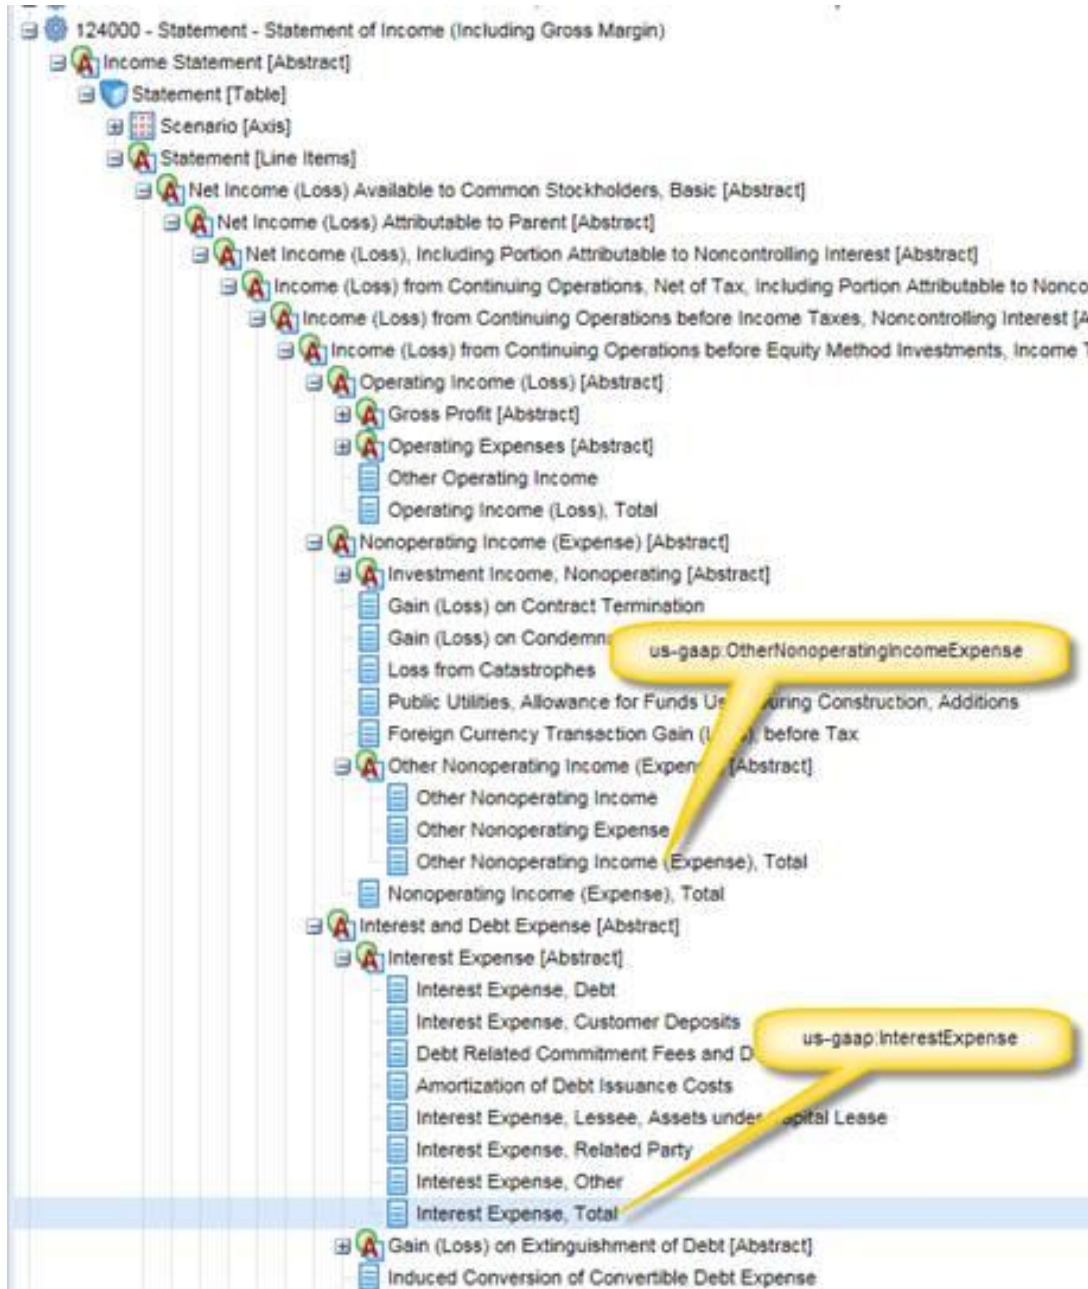 124000 - Statement - Statement of Income (Including Gross Margin)
Income Statement [Abstract]
Statement [Table]
Scenario [Axis]
Statement [Line Items]
Net Income (Loss) Available to Common Stockholders, Basic [Abstract]
Net Income (Loss) Attributable to Parent [Abstract]
Net Income (Loss), Including Portion Attributable to Noncontrolling Interest [Abstract]
Income (Loss) from Continuing Operations, Net of Tax, Including Portion Attributable to Nonco
Income (Loss) from Continuing Operations before Income Taxes, Noncontrolling Interest [A
Income (Loss) from Continuing Operations before Equity Method Investments, Income T
Operating Income (Loss) [Abstract]
Gross Profit [Abstract]
Operating Expenses [Abstract]
Other Operating Income
Operating Income (Loss), Total
Nonoperating Income (Expense) [Abstract]
Investment Income, Nonoperating [Abstract]
Gain (Loss) on Contract Termination
Gain (Loss) on Condemn
us-gaap:OtherNonoperatingIncomeExpense
Loss from Catastrophes
Public Utilities, Allowance for Funds Us uring Construction, Additions
Foreign Currency Transaction Gain (L ), before Tax
Other Nonoperating Income (Expen [Abstract]
Other Nonoperating Income
Other Nonoperating Expense
Other Nonoperating Income (Expense), Total
Nonoperating Income (Expense), Total
Interest and Debt Expense [Abstract]
Interest Expense [Abstract]
Interest Expense, Debt
Interest Expense, Customer Deposits
us-gaap:InterestExpense
Debt Related Commitment Fees and D
Amortization of Debt Issuance Costs
Interest Expense, Lessee, Assets under Capital Lease
Interest Expense, Related Party
Interest Expense, Other
Interest Expense, Total
Gain (Loss) on Extinguishment of Debt [Abstract]
Induced Conversion of Convertible Debt Expense